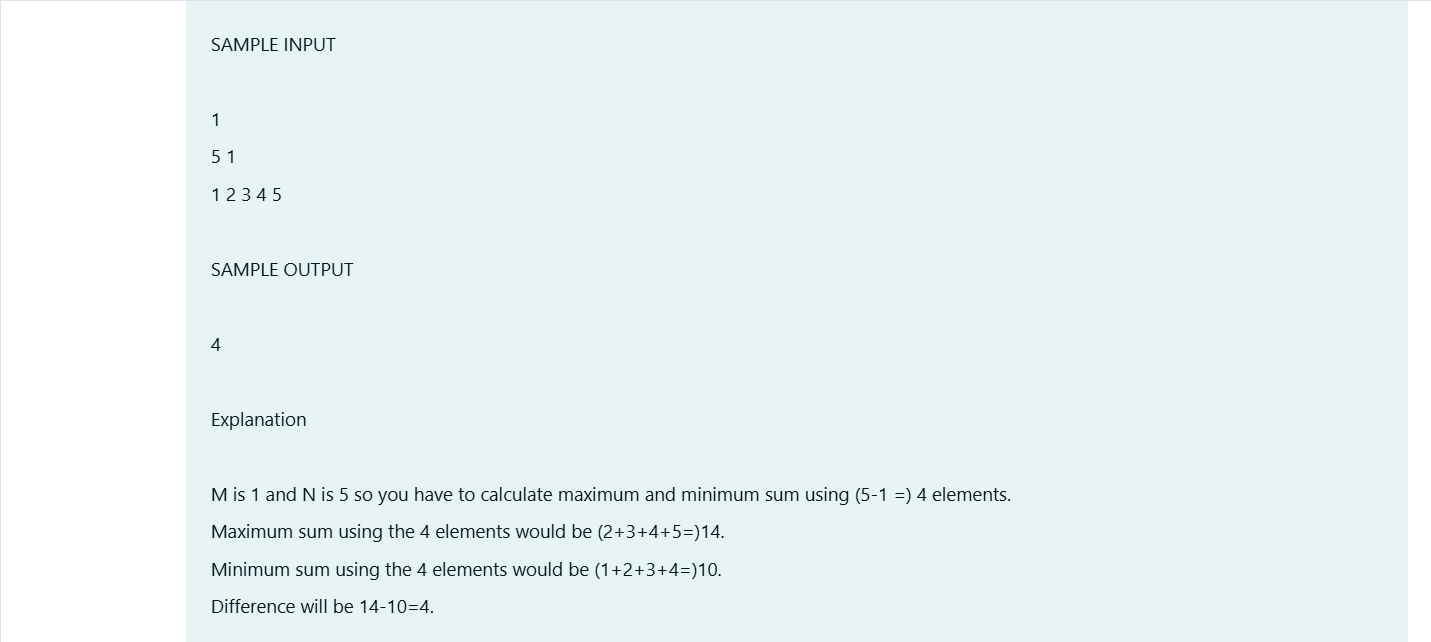 SAMPLE INPUT
1
5 1
1 2 3 4 5
SAMPLE OUTPUT
4
Explanation
M is 1 and N is 5 so you have to calculate maximum and minimum sum using (5-1 =) 4 elements.
Maximum sum using the 4 elements would be (2+3+4+5=)14.
Minimum sum using the 4 elements would be (1+2+3+4=)10.
Difference will be 14-10=4.